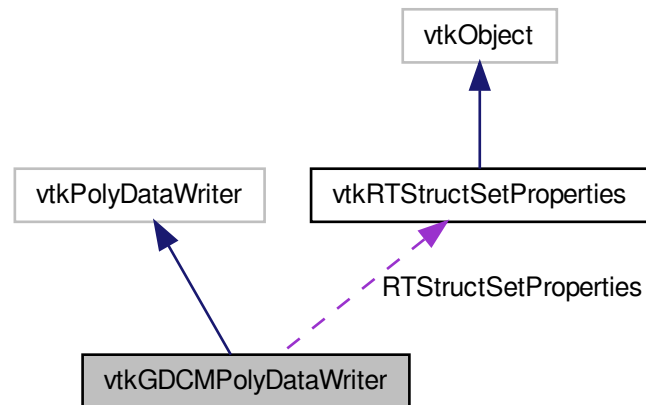 vtkObject
vtkPolyDataWriter
vtkRTStructSetProperties
RTStructSetProperties
vtkGDCMPolyDataWriter